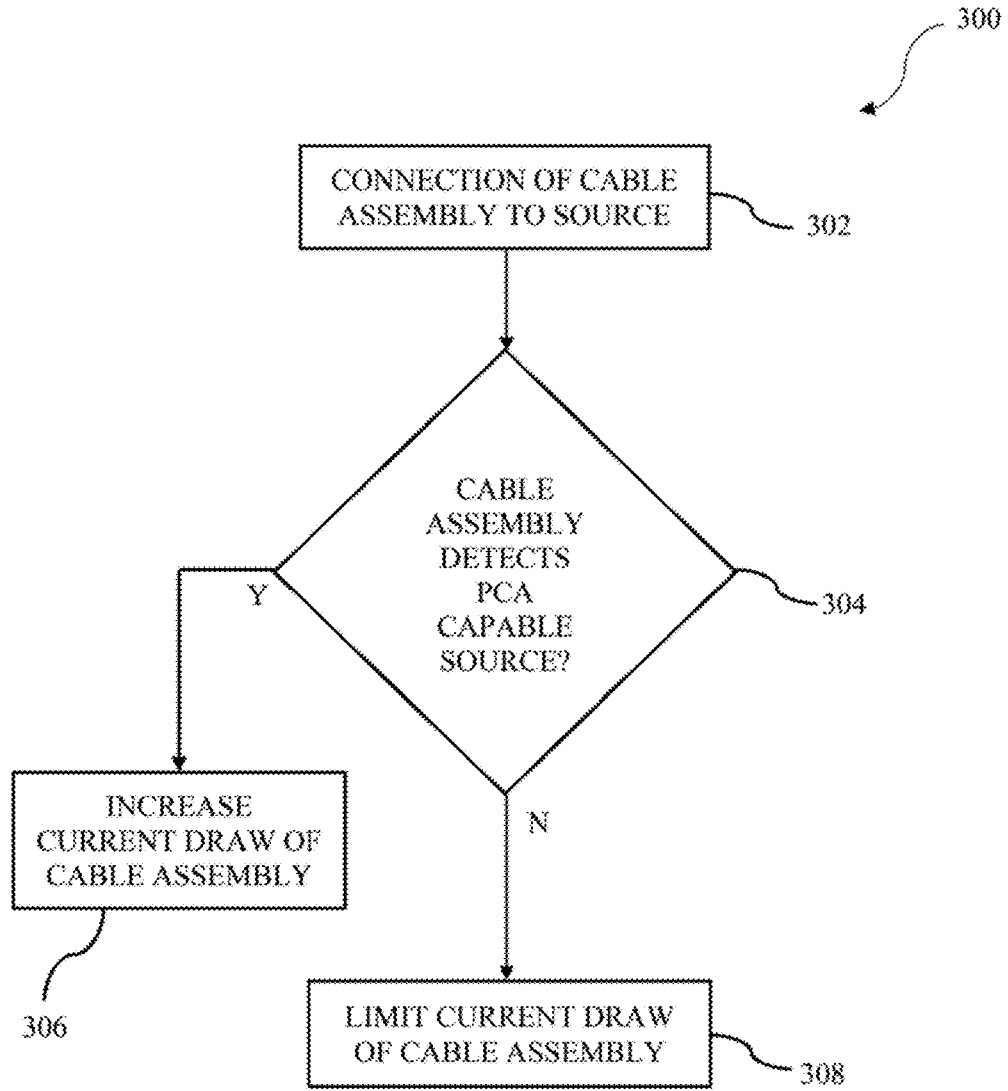 300
CONNECTION OF CABLE
ASSEMBLY TO SOURCE
302
CABLE
ASSEMBLY
DETECTS
PCA
CAPABLE
SOURCE?
304
Y
INCREASE
CURRENT DRAW OF
CABLE ASSEMBLY
306
N
LIMIT CURRENT DRAW
OF CABLE ASSEMBLY
308